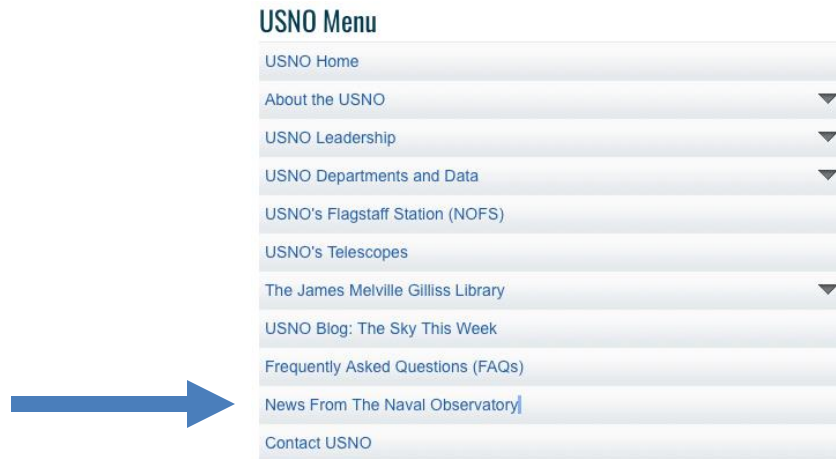 USNO Menu
USNO Home
About the USNO
USNO Leadership
USNO Departments and Data
USNO's Flagstaff Station (NOFS)
USNO's Telescopes
The James Melville Gilliss Library
USNO Blog: The Sky This Week
Frequently Asked Questions (FAQs)
News From The Naval Observatory
Contact USNO